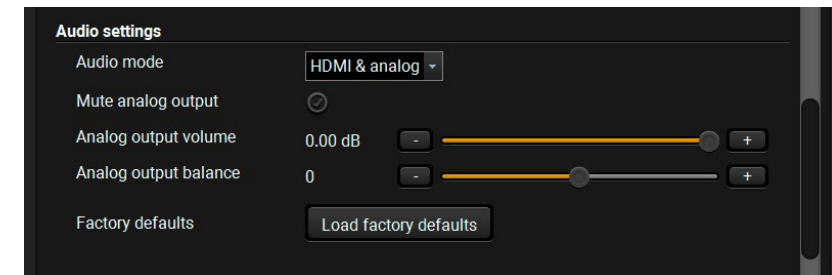 Audio settings
Audio mode HDMI & analog
Mute analog output
Analog output volume 0.00 dB - +
Analog output balance 0 - +
Factory defaults Load factory defaults